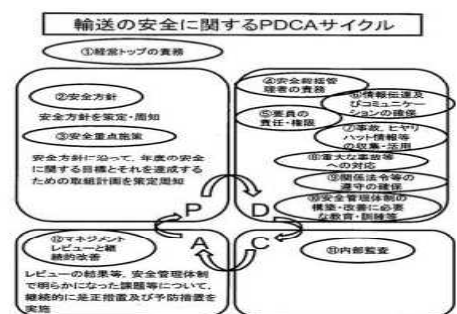 輸送の安全に関するPDCAサイクル
①経営トップの責務
②安全方針
安全方針を策定・周知
③安全重点施策
安全方針に沿って、年度の安全
に関する目標とそれを達成する
ための取組計画を策定周知
④安全統括管
理者の責務
⑤要員の
責任・権限
⑥情報伝達及
びコミュニケー
ションの確保
⑦事故、ヒヤリ
ハット情報等
の収集・活用
⑧重大な事故等
への対応
⑨関係法令等の
遵守の確保
⑩安全管理体制の
構築・改善に必要
な教育・訓練等
P
D
A
C
⑫マネジメント
レビューと継
続的改善
レビューの結果等、安全管理体制
で明らかになった課題等について、
継続的に是正措置及び予防措置を
実施
⑪内部監査